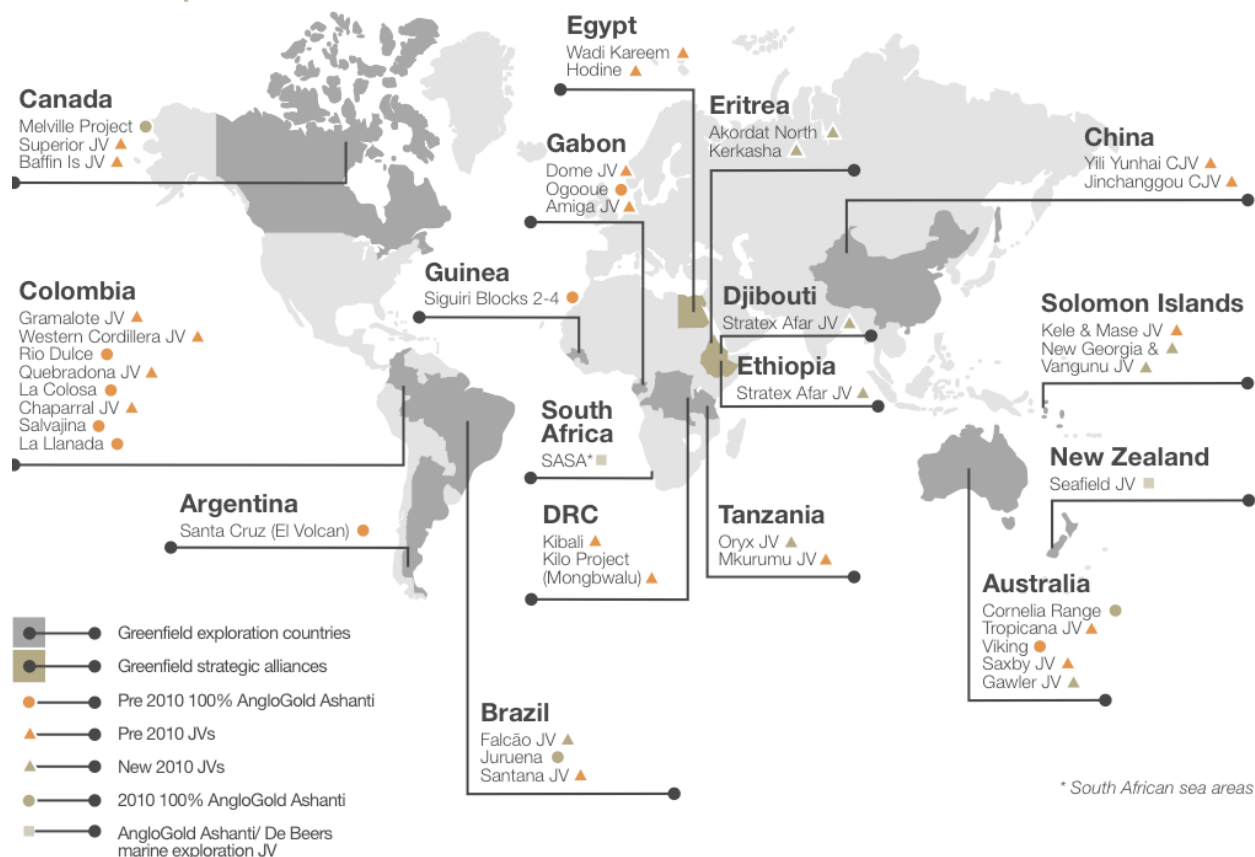 Egypt
Wadi Kareem
Hodine
Canada
Melville Project
Superior JV
Baffin Is JV
Eritrea
Akordat North
Kerkasha
Gabon
Dome JV
Ogooue
Amiga JV
China
Yili Yunhai CJV
Jinchanggou CJV
Guinea
Siguiri Blocks 2-4
Colombia
Gramalote JV
Western Cordillera JV
Rio Dulce
Quebradona JV
La Colosa
Chaparral JV
Salvajina
La Llanada
Djibouti
Stratex Afar JV
Solomon Islands
Kele & Mase JV
New Georgia &
Vangunu JV
Ethiopia
Stratex Afar JV
South
Africa
SASA*
New Zealand
Seafield JV
Argentina
Santa Cruz (El Volcan)
DRC
Kibali
Kilo Project
(Mongbwalu)
Tanzania
Oryx JV
Mkurumu JV
Australia
Cornelia Range
Tropicana JV
Viking
Saxby JV
Gawler JV
Greenfield exploration countries
Greenfield strategic alliances
Pre 2010 100% AngloGold Ashanti
Pre 2010 JVs
New 2010 JVs
2010 100% AngloGold Ashanti
AngloGold Ashanti/ De Beers
marine exploration JV
Brazil
Falcão JV
Juruena
Santana JV
* South African sea areas